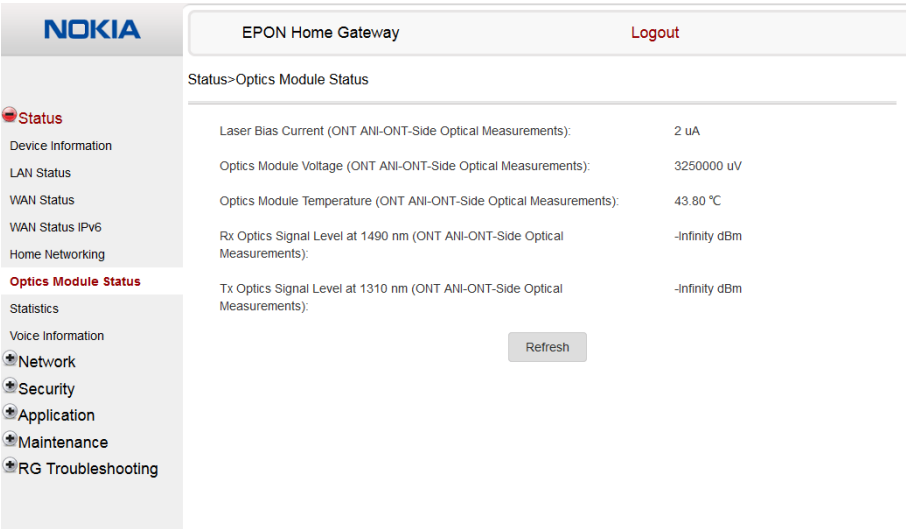 NOKIA
EPON Home Gateway
Logout
Status>Optics Module Status
Status
Device Information
LAN Status
WAN Status
WAN Status IPv6
Home Networking
Optics Module Status
Statistics
Voice Information
Network
Security
Application
Maintenance
RG Troubleshooting
Laser Bias Current (ONT ANI-ONT-Side Optical Measurements): 2 uA
Optics Module Voltage (ONT ANI-ONT-Side Optical Measurements): 3250000 uV
Optics Module Temperature (ONT ANI-ONT-Side Optical Measurements): 43.80 ℃
Rx Optics Signal Level at 1490 nm (ONT ANI-ONT-Side Optical -Infinity dBm
Measurements):
Tx Optics Signal Level at 1310 nm (ONT ANI-ONT-Side Optical -Infinity dBm
Measurements):
Refresh